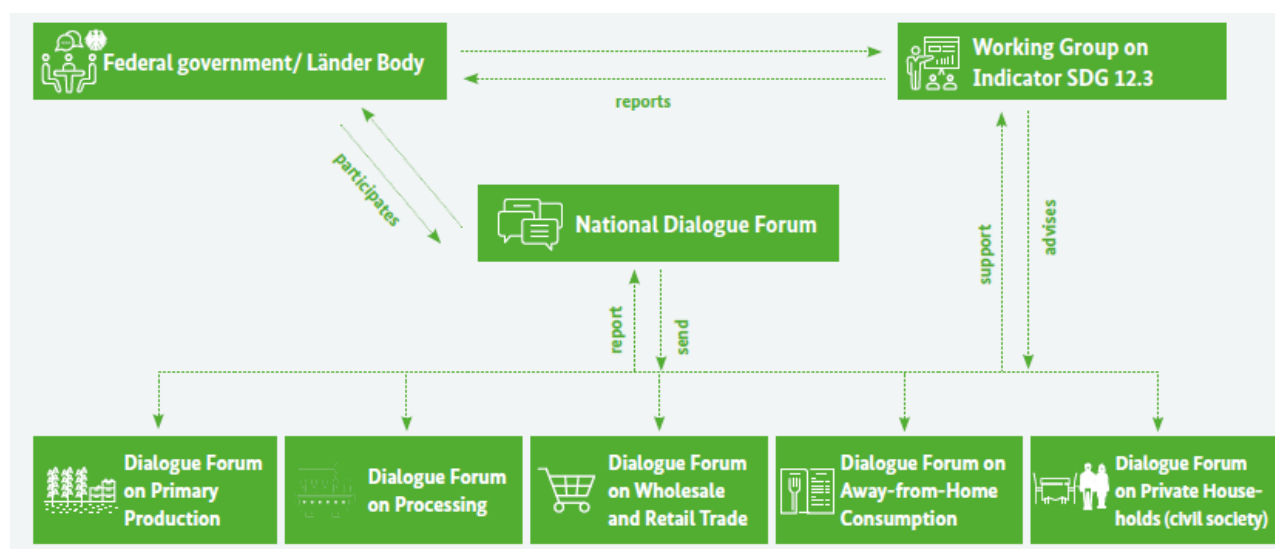 Federal government/ Länder Body
Working Group on
Indicator SDG 12.3
reports
participates
National Dialogue Forum
support
advises
report
send
Dialogue Forum
on Primary
Production
Dialogue Forum
on Processing
Dialogue Forum
on Wholesale
and Retail Trade
Dialogue Forum on
Away-from-Home
Consumption
Dialogue Forum
on Private House-
holds (civil society)